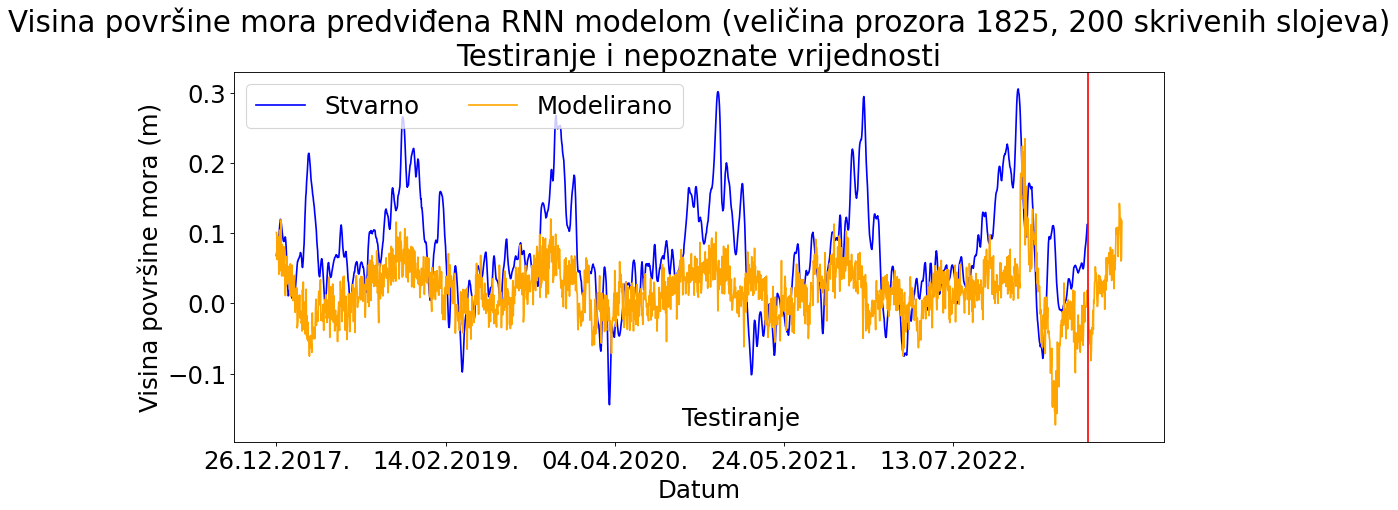 Visina površine mora predviđena RNN modelom (veličina prozora 1825, 200 skrivenih slojeva)
Testiranje i nepoznate vrijednosti
Stvarno
Modelirano
Visina površine mora (m)
0.3
0.2
0.1
0.0
−0.1
Testiranje
26.12.2017.
14.02.2019.
04.04.2020.
24.05.2021.
13.07.2022.
Datum